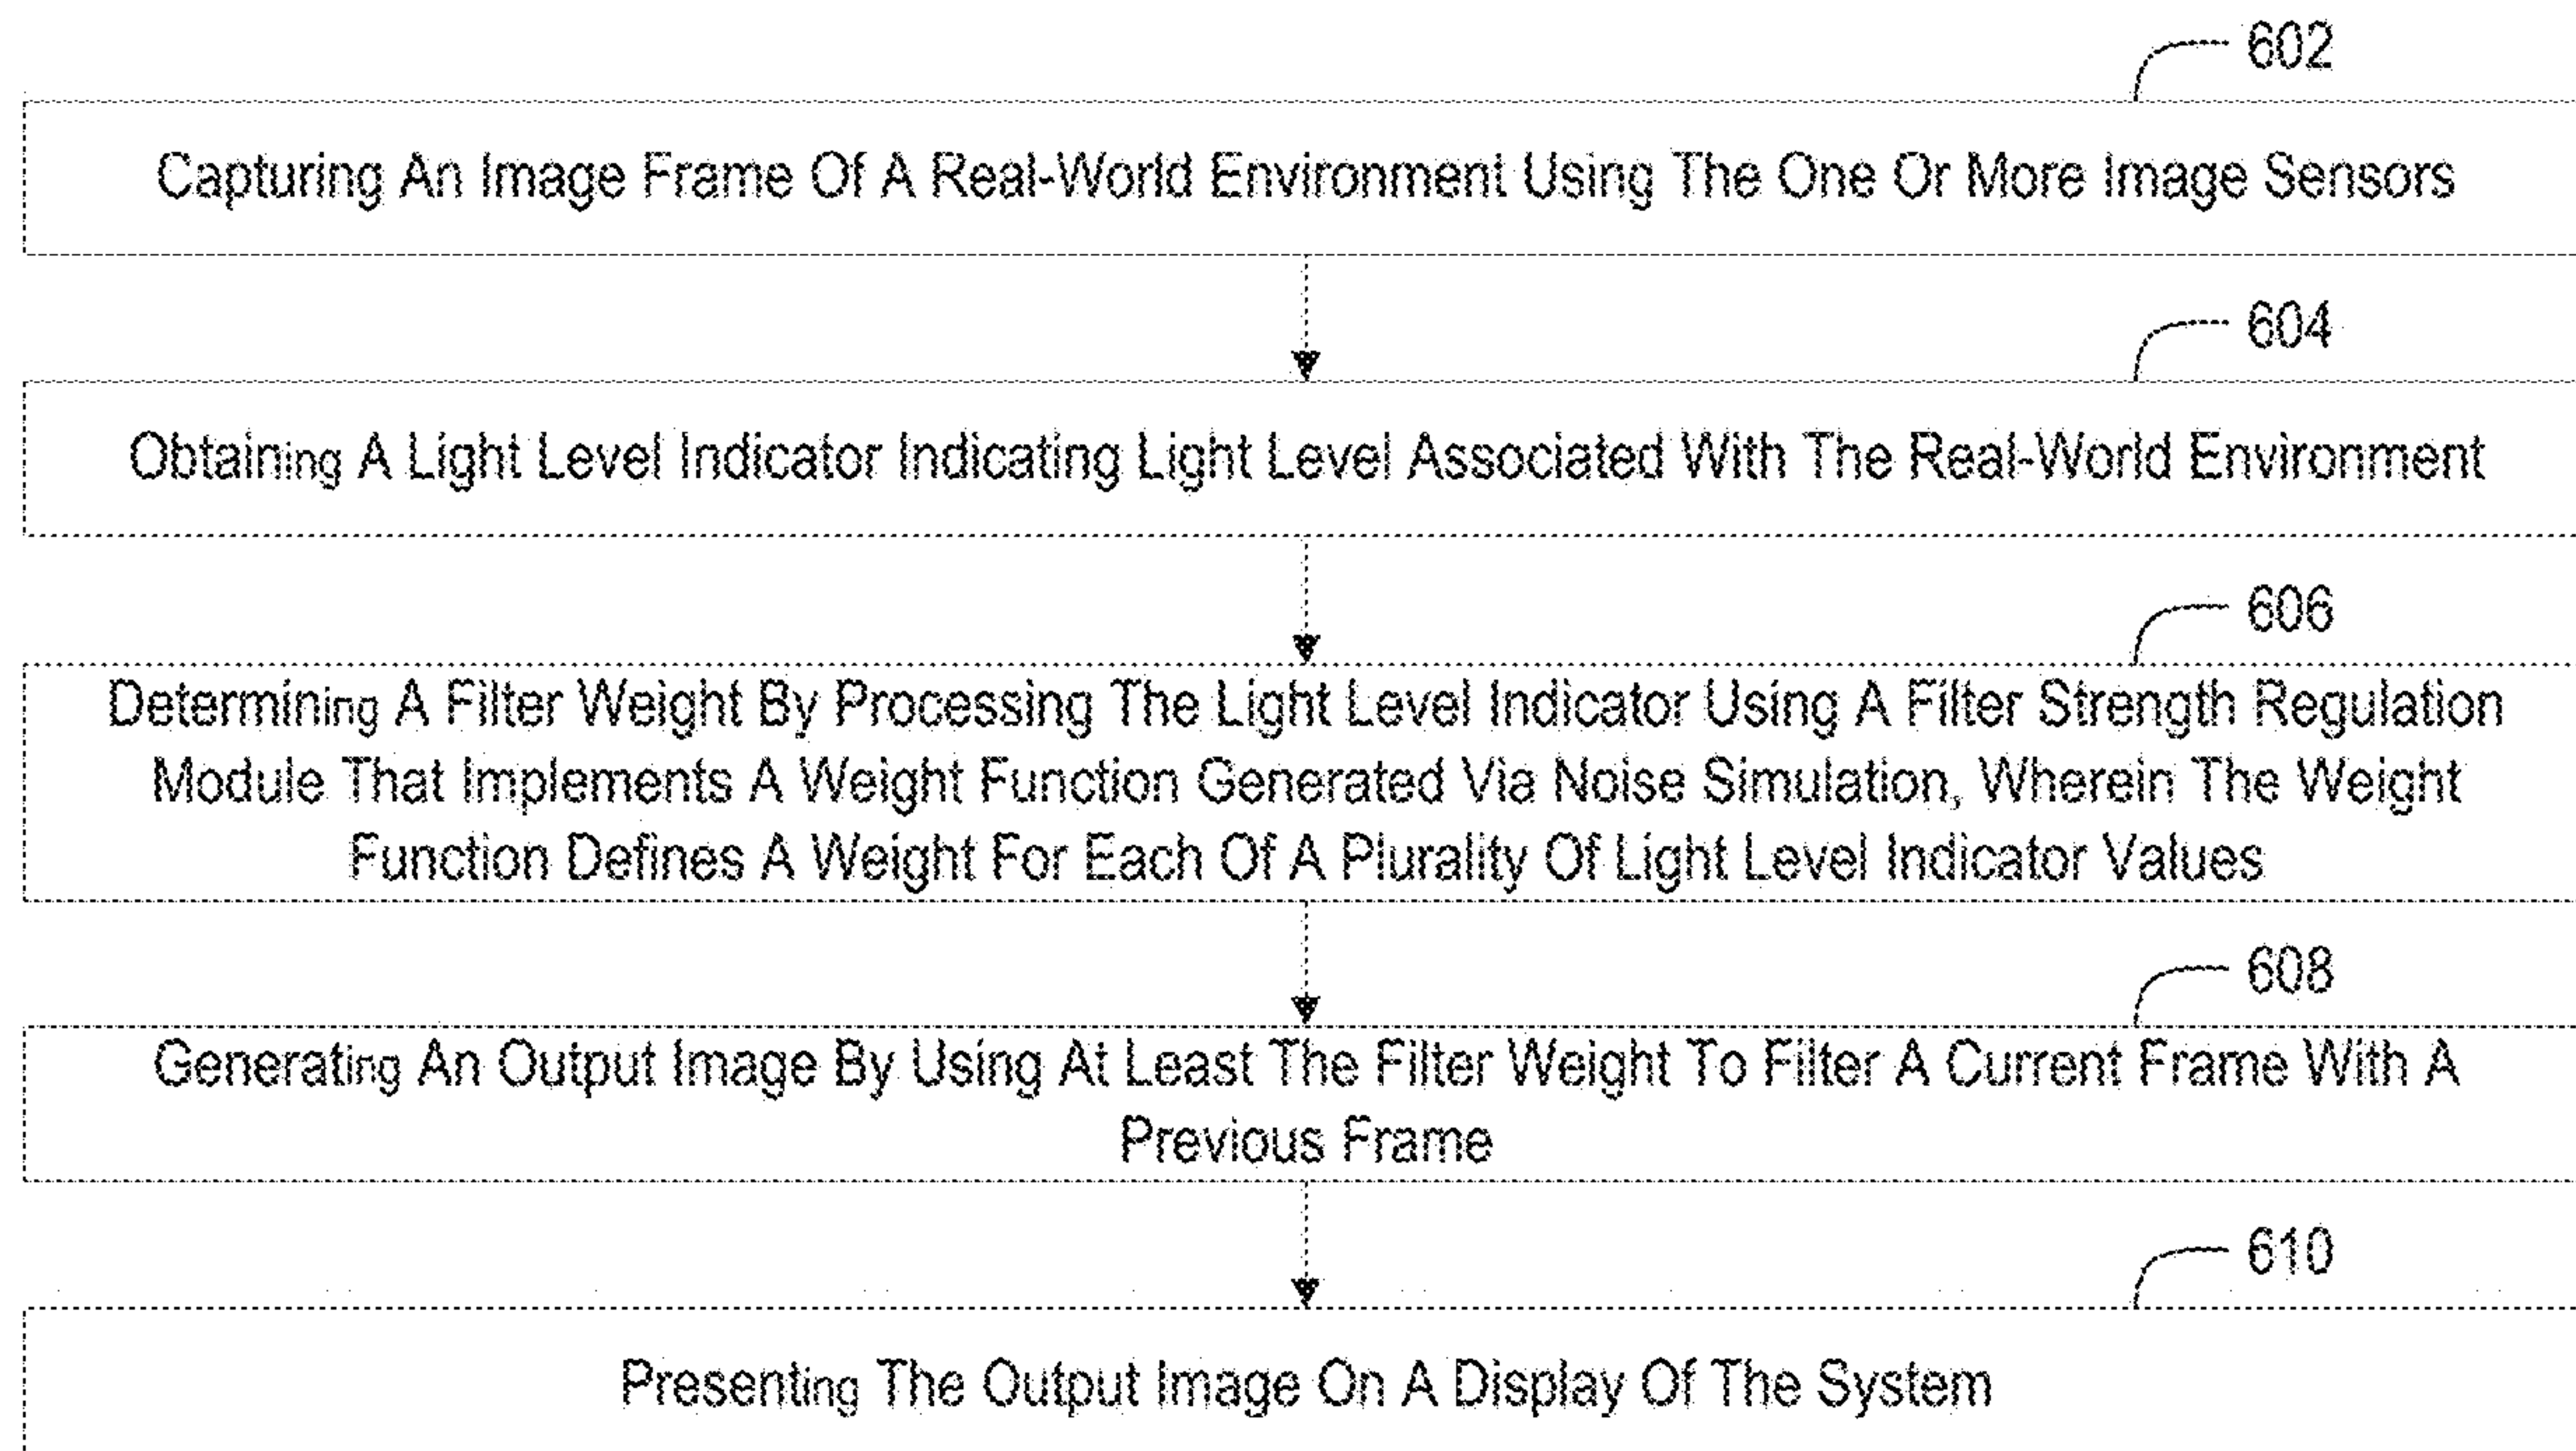 602
Capturing An Image Frame Of A Real-World Environment Using The One Or More Image Sensors
604
Obtaining A Light Level Indicator Indicating Light Level Associated With The Real-World Environment
606
Determining A Filter Weight By Processing The Light Level Indicator Using A Filter Strength Regulation
Module That Implements A Weight Function Generated Via Noise Simulation, Wherein The Weight
Function Defines A Weight For Each Of A Plurality Of Light Level Indicator Values
608
Generating An Output Image By Using At Least The Filter Weight To Filter A Current Frame With A
Previous Frame
610
Presenting The Output Image On A Display Of The System